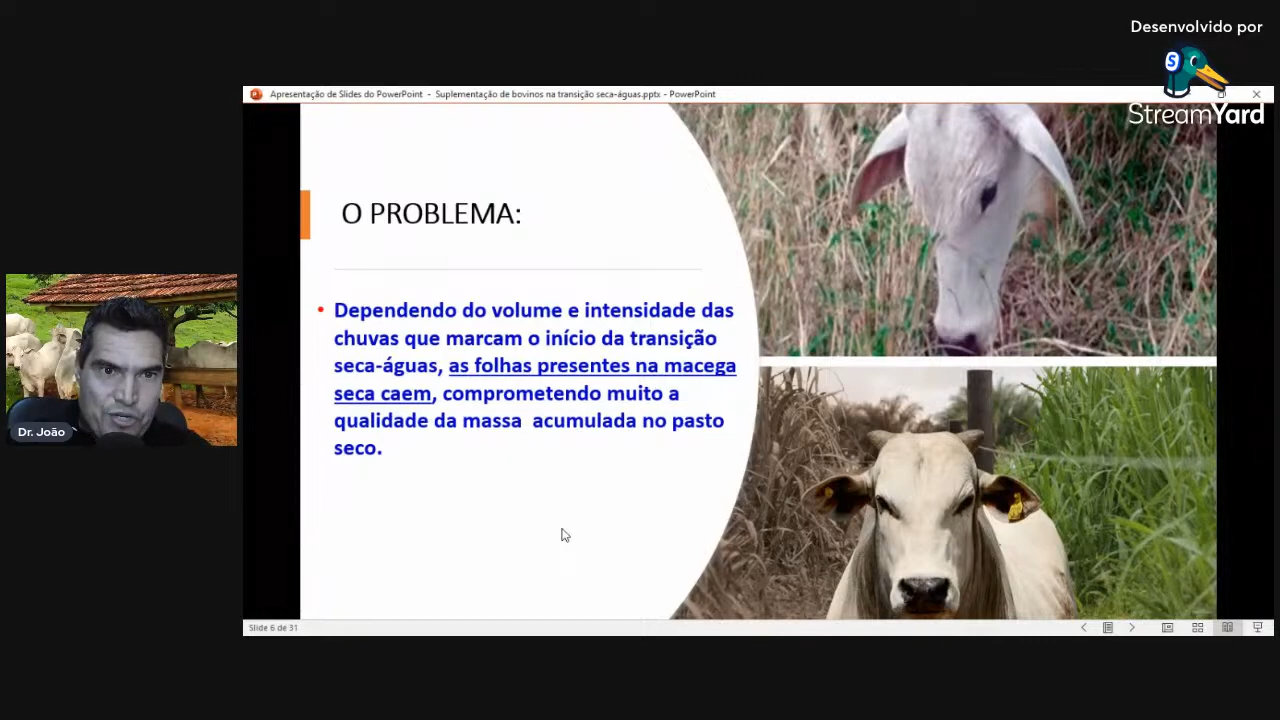 Desenvolvido por
StreamYard
Apresentação de Slides do PowerPoint - Suplementação de bovinos na transição seca-águas.pptx - PowerPoint
O PROBLEMA:
• Dependendo do volume e intensidade das
chuvas que marcam o início da transição
seca-águas, as folhas presentes na macega
seca caem, comprometendo muito a
qualidade da massa acumulada no pasto
seco.
Dr. João
Slide 6 de 31